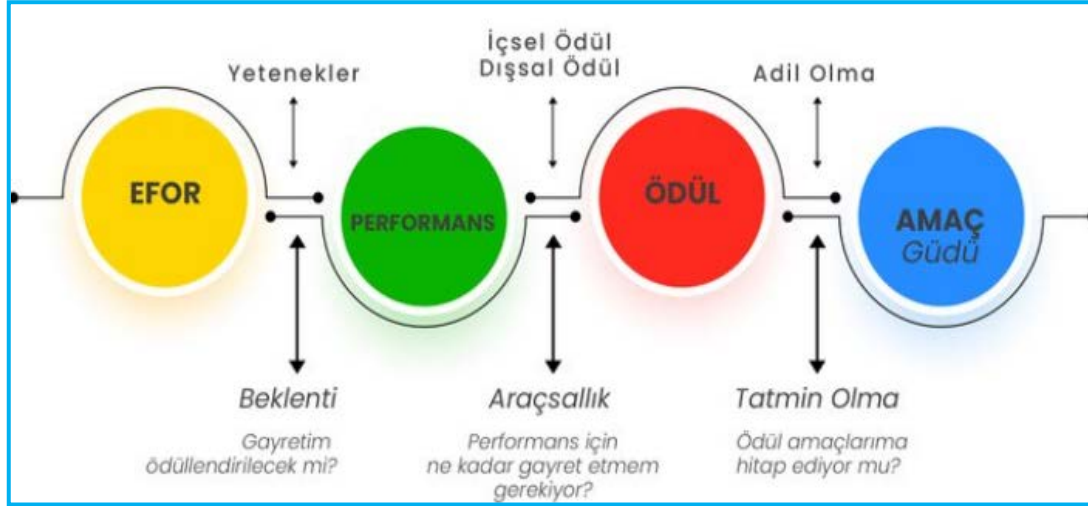 Yetenekler
İçsel Ödül
Dışsal Ödül
Adil Olma
EFOR
PERFORMANS
ÖDÜL
AMAÇ
Güdü
Beklenti
Gayretim
ödüllendirilecek mi?
Araçsallık
Performans için
ne kadar gayret etmem
gerekiyor?
Tatmin Olma
Ödül amaçlarıma
hitap ediyor mu?